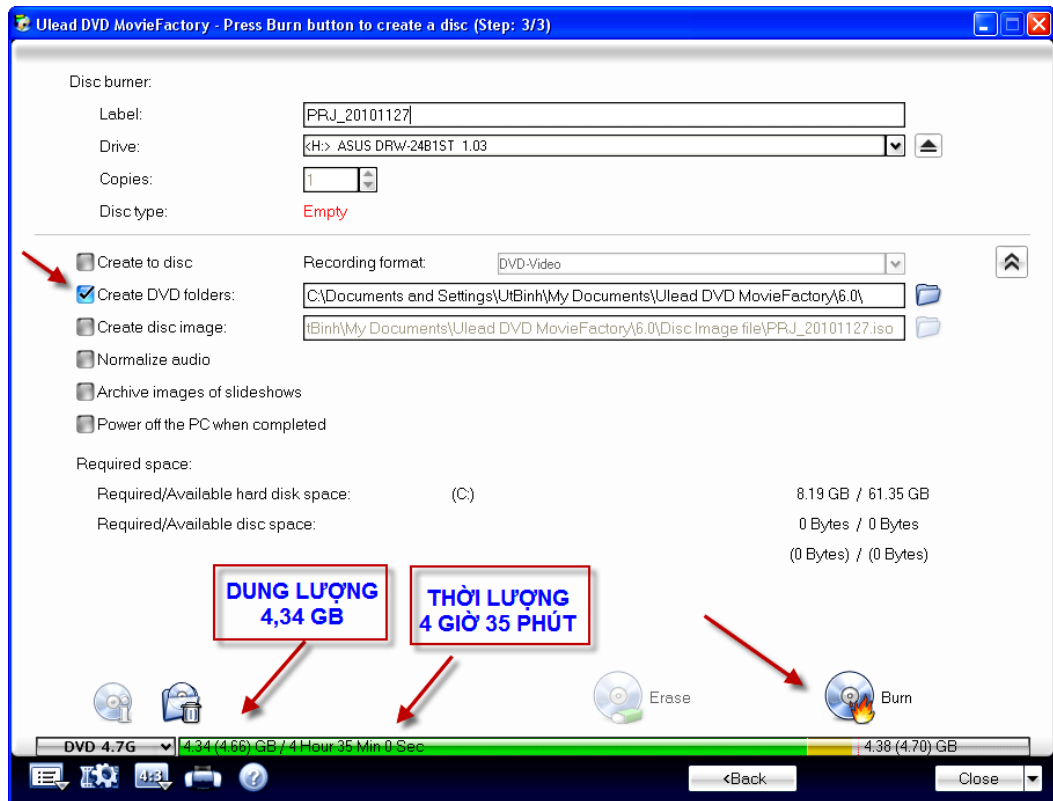 Ulead DVD MovieFactory - Press Burn button to create a disc (Step: 3/3)
Disc burner:
Label: PRJ_20101127
Drive: <H:> ASUS DRW-24B1ST 1.03
Copies: 1
Disc type: Empty
Create to disc Recording format: DVD-Video
Create DVD folders: C:\Documents and Settings\UtBinh\My Documents\Ulead DVD MovieFactory\6.0\
Create disc image: tBinh\My Documents\Ulead DVD MovieFactory\6.0\Disc Image file\PRJ_20101127.iso
Normalize audio
Archive images of slideshows
Power off the PC when completed
Required space:
Required/Available hard disk space: (C:) 8.19 GB / 61.35 GB
Required/Available disc space: 0 Bytes / 0 Bytes
(0 Bytes) / (0 Bytes)
DUNG LƯỢNG
4,34 GB
THỜI LƯỢNG
4 GIỜ 35 PHÚT
Erase Burn
DVD 4.7G 4.34 (4.66) GB / 4 Hour 35 Min 0 Sec 4.38 (4.70) GB
4:3 ? <Back Close